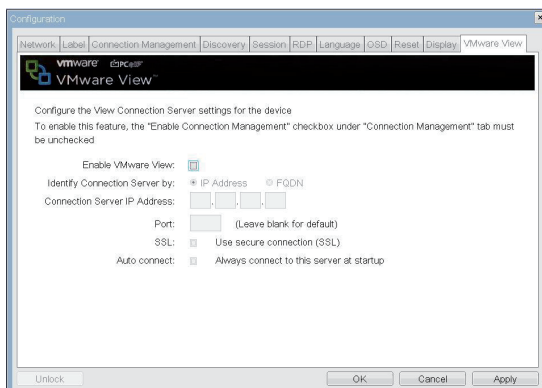 Configuration
Network Label Connection Management Discovery Session RDP Language OSD Reset Display VMware View
vmware PCoIP
VMware View™
Configure the View Connection Server settings for the device
To enable this feature, the "Enable Connection Management" checkbox under "Connection Management" tab must
be unchecked
Enable VMware View:
Identify Connection Server by: IP Address FQDN
Connection Server IP Address: . . .
Port: (Leave blank for default)
SSL: Use secure connection (SSL)
Auto connect: Always connect to this server at startup
Unlock OK Cancel Apply